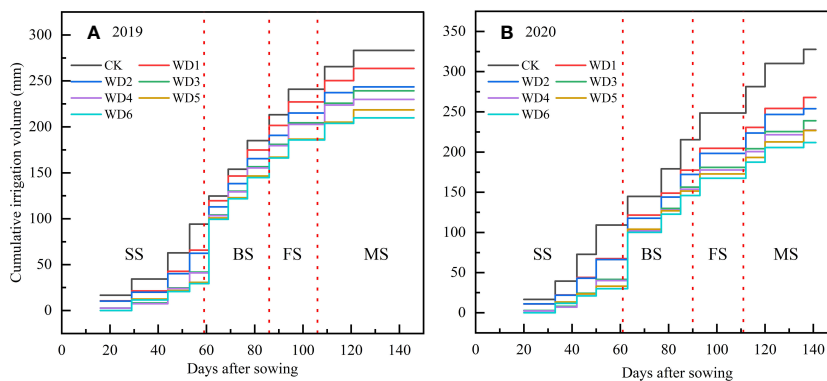 A 2019
CK WD1
WD2 WD3
WD4 WD5
WD6
SS BS FS MS
300
250
200
150
100
50
0
0 20 40 60 80 100 120 140
Cumulative irrigation volume (mm)
Days after sowing
B 2020
CK WD1
WD2 WD3
WD4 WD5
WD6
SS BS FS MS
350
300
250
200
150
100
50
0
0 20 40 60 80 100 120 140
Days after sowing